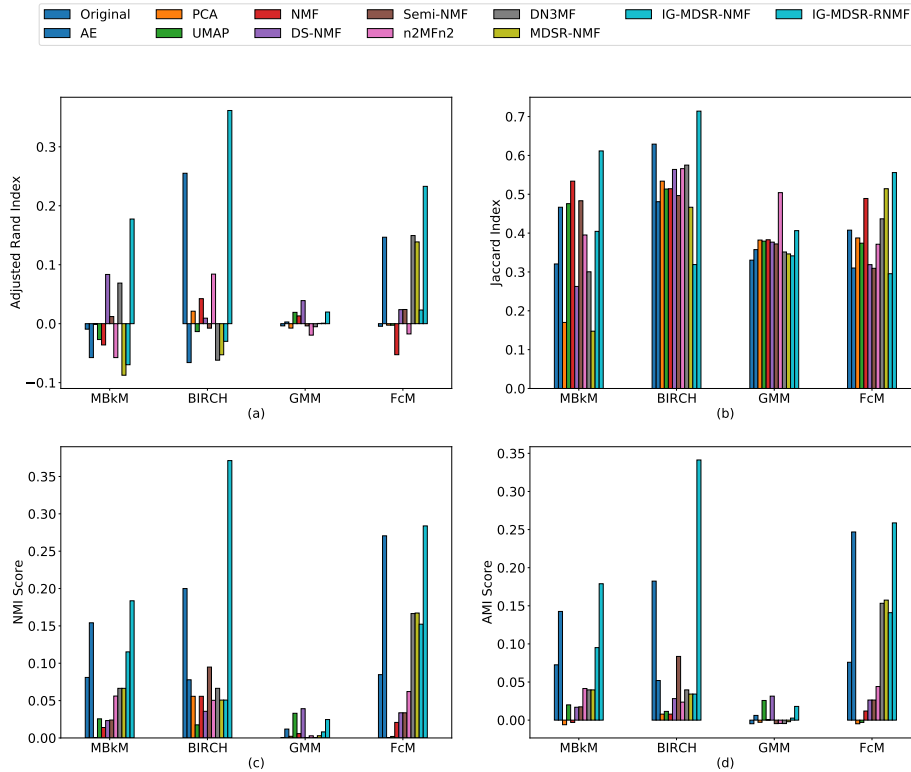 Original PCA NMF Semi-NMF DN3MF IG-MDSR-NMF IG-MDSR-RNMF
AE UMAP DS-NMF n2MFn2 MDSR-NMF
Adjusted Rand Index
0.3
0.2
0.1
0.0
−0.1
MBkM BIRCH GMM FcM
(a)
Jaccard Index
0.7
0.6
0.5
0.4
0.3
0.2
0.1
0.0
MBkM BIRCH GMM FcM
(b)
NMI Score
0.35
0.30
0.25
0.20
0.15
0.10
0.05
0.00
MBkM BIRCH GMM FcM
(c)
AMI Score
0.35
0.30
0.25
0.20
0.15
0.10
0.05
0.00
MBkM BIRCH GMM FcM
(d)